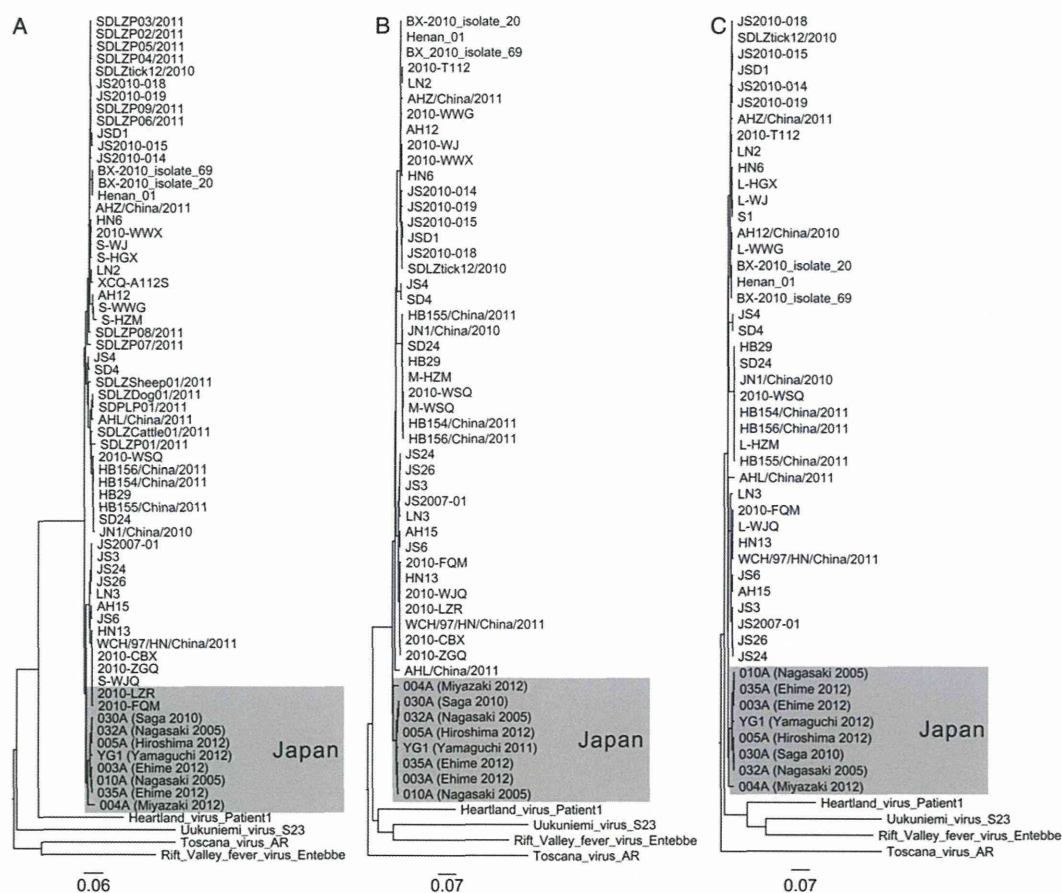 A
SDLZP03/2011
SDLZP02/2011
SDLZP05/2011
SDLZP04/2011
SDLZtick12/2010
JS2010-018
JS2010-019
SDLZP09/2011
SDLZP06/2011
JSD1
JS2010-015
JS2010-014
BX-2010_isolate_69
BX-2010_isolate_20
Henan_01
AHZ/China/2011
HN6
2010-WWX
S-WJ
S-HGX
LN2
XCQ-A112S
AH12
S-WWG
S-HZM
SDLZP08/2011
SDLZP07/2011
JS4
SD4
SDLZSheep01/2011
SDLZDog01/2011
SDPLP01/2011
AHL/China/2011
SDLZCattle01/2011
SDLZP01/2011
2010-WSQ
HB156/China/2011
HB154/China/2011
HB29
HB155/China/2011
SD24
JN1/China/2010
JS2007-01
JS3
JS24
JS26
LN3
AH15
JS6
HN13
WCH/97/HN/China/2011
2010-CBX
2010-ZGQ
S-WJQ
2010-LZR
2010-FQM
030A (Saga 2010)
032A (Nagasaki 2005)
005A (Hiroshima 2012)
YG1 (Yamaguchi 2012)
003A (Ehime 2012)
010A (Nagasaki 2005)
035A (Ehime 2012)
004A (Miyazaki 2012)
Japan
Heartland_virus_Patient1
Uukuniemi_virus_S23
Toscana_virus_AR
Rift_Valley_fever_virus_Entebbe
0.06
B
BX-2010_isolate_20
Henan_01
BX_2010_isolate_69
2010-T112
LN2
AHZ/China/2011
2010-WWG
AH12
2010-WJ
2010-WWX
HN6
JS2010-014
JS2010-019
JS2010-015
JSD1
JS2010-018
SDLZtick12/2010
JS4
SD4
HB155/China/2011
JN1/China/2010
SD24
HB29
M-HZM
2010-WSQ
M-WSQ
HB154/China/2011
HB156/China/2011
JS24
JS26
JS3
JS2007-01
LN3
AH15
JS6
2010-FQM
HN13
2010-WJQ
2010-LZR
WCH/97/HN/China/2011
2010-CBX
2010-ZGQ
AHL/China/2011
004A (Miyazaki 2012)
030A (Saga 2010)
032A (Nagasaki 2005)
005A (Hiroshima 2012)
YG1 (Yamaguchi 2011)
035A (Ehime 2012)
003A (Ehime 2012)
010A (Nagasaki 2005)
Japan
Heartland_virus_Patient1
Uukuniemi_virus_S23
Rift_Valley_fever_virus_Entebbe
Toscana_virus_AR
0.07
C
JS2010-018
SDLZtick12/2010
JS2010-015
JSD1
JS2010-014
JS2010-019
AHZ/China/2011
2010-T112
LN2
HN6
L-HGX
L-WJ
S1
AH12/China/2010
L-WWG
BX-2010_isolate_20
Henan_01
BX-2010_isolate_69
JS4
SD4
HB29
SD24
JN1/China/2010
2010-WSQ
HB154/China/2011
HB156/China/2011
L-HZM
HB155/China/2011
AHL/China/2011
LN3
2010-FQM
L-WJQ
HN13
WCH/97/HN/China/2011
JS6
AH15
JS3
JS2007-01
JS26
JS24
010A (Nagasaki 2005)
035A (Ehime 2012)
003A (Ehime 2012)
YG1 (Yamaguchi 2012)
005A (Hiroshima 2012)
030A (Saga 2010)
032A (Nagasaki 2005)
004A (Miyazaki 2012)
Japan
Heartland_virus_Patient1
Uukuniemi_virus_S23
Rift_Valley_fever_virus_Entebbe
Toscana_virus_AR
0.07